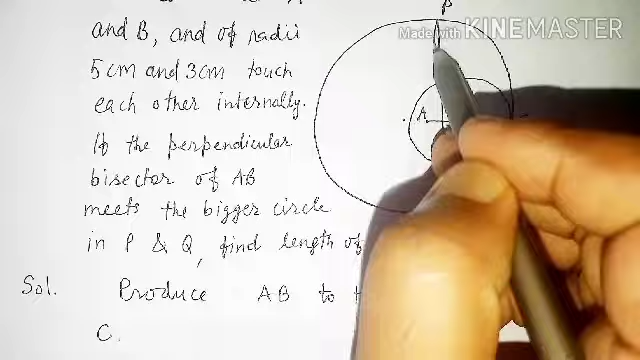 and B, and of radii
5cm and 3cm touch
each other internally.
If the perpendicular
bisector of AB
meets the bigger circle
in P & Q, find length of
Sol. Produce AB to
C.
P
A
Made with KINEMASTER